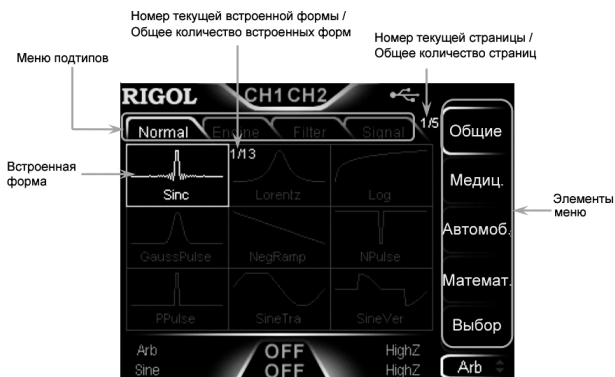 Номер текущей встроенной формы /
Общее количество встроенных форм
Номер текущей страницы /
Общее количество страниц
Меню подтипов
RIGOL CH1 CH2
Normal Engine Filter Signal 1/5
Общие
1/13
Встроенная
форма
Sinc Lorentz Log
Медиц.
Элементы
меню
Автомоб.
GaussPulse NegRamp NPulse
Математ.
PPulse SineTra SineVer
Выбор
Arb OFF HighZ
Sine OFF HighZ
Arb